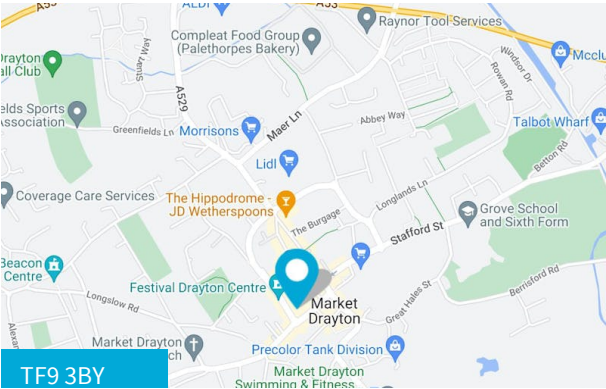 A53
ALDI
A53
Raynor Tool Services
Compleat Food Group
(Palethorpes Bakery)
Stuart Way
Windsor Dr
Rowan Rd
Drayton
all Club
A529
Maer Ln
Abbey Way
elds Sports
Association
Greenfields Ln
Morrisons
Talbot Wharf
Lidl
Betton Rd
Coverage Care Services
The Hippodrome -
JD Wetherspoons
Longlands Ln
The Burgage
Stafford St
Grove School
and Sixth Form
Beacon
Centre
Longslow Rd
Festival Drayton Centre
Market
Drayton
Great Hales St
Berrisford Rd
Market Drayton
Precolor Tank Division
Market Drayton
Swimming & Fitness
TF9 3BY